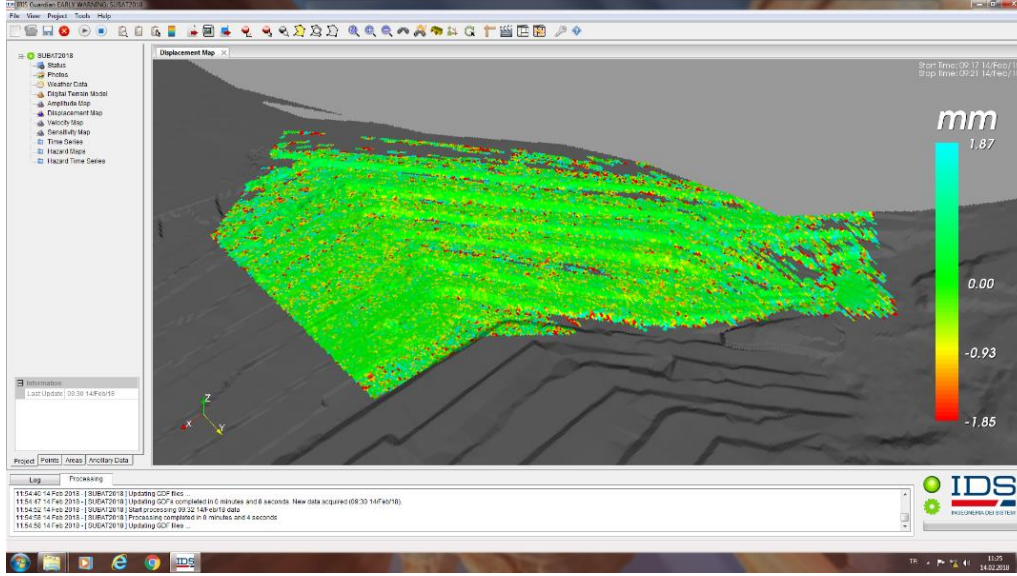 IBIS Guardian EARLY WARNING: SUBAT2018
File View Project Tools Help
SUBAT2018
Status
Photos
Weather Data
Digital Terrain Model
Amplitude Map
Displacement Map
Velocity Map
Sensitivity Map
Time Series
Hazard Maps
Hazard Time Series
Displacement Map
Start Time: 09:17 14/Feb/18
Stop Time: 09:21 14/Feb/18
mm
1.87
0.00
-0.93
-1.85
Z
X
Y
Information
Last Update 09:30 14/Feb/18
Project Points Areas Ancillary Data
Log Processing
11:54:40 14 Feb 2018 - [ SUBAT2018 ] Updating GDF files ...
11:54:47 14 Feb 2018 - [ SUBAT2018 ] Updating GDFs completed in 0 minutes and 6 seconds. New data acquired (09:30 14/Feb/18).
11:54:52 14 Feb 2018 - [ SUBAT2018 ] Start processing 09:32 14/Feb/18 data
11:54:56 14 Feb 2018 - [ SUBAT2018 ] Processing completed in 0 minutes and 4 seconds
11:54:56 14 Feb 2018 - [ SUBAT2018 ] Updating GDF files ...
IDS
INGEGNERIA DEI SISTEMI
IDS
TR
11:25
14.02.2018